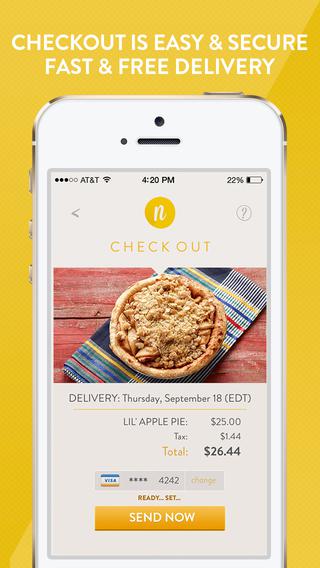 CHECKOUT IS EASY & SECURE
FAST & FREE DELIVERY
AT&T 4:20 PM 22%
< n ?
CHECK OUT
DELIVERY: Thursday, September 18 (EDT)
LIL' APPLE PIE: $25.00
Tax: $1.44
Total: $26.44
VISA **** 4242 change
READY... SET...
SEND NOW